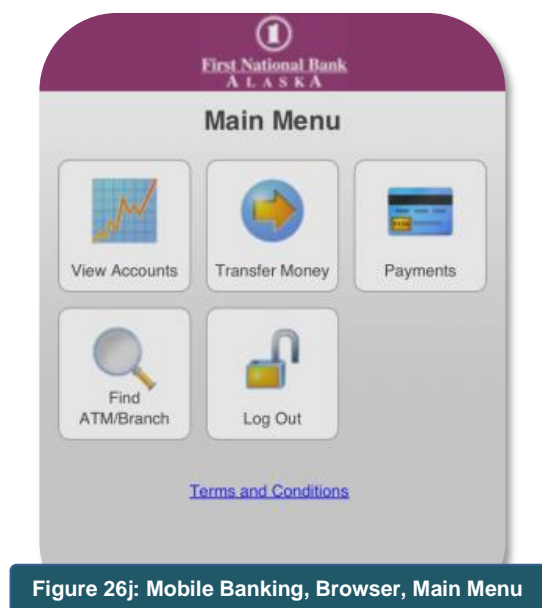 First National Bank
ALASKA
Main Menu
View Accounts
Transfer Money
Payments
Find
ATM/Branch
Log Out
Terms and Conditions
Figure 26j: Mobile Banking, Browser, Main Menu